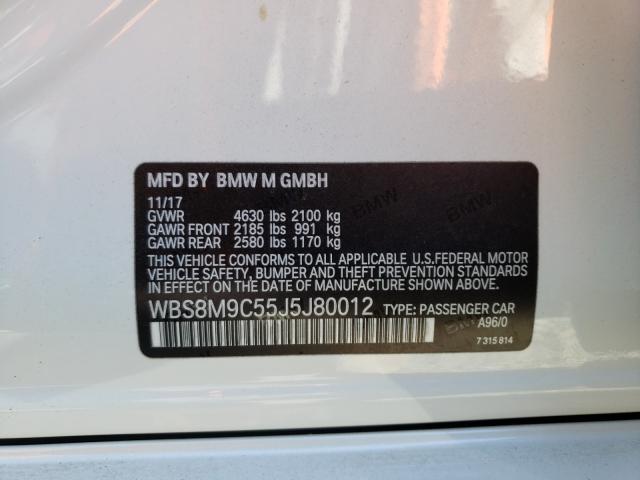 MFD BY BMW M GMBH
11/17
GVWR 4630 lbs 2100 kg
GAWR FRONT 2185 lbs 991 kg
GAWR REAR 2580 lbs 1170 kg
THIS VEHICLE CONFORMS TO ALL APPLICABLE U.S.FEDERAL MOTOR
VEHICLE SAFETY, BUMPER AND THEFT PREVENTION STANDARDS
IN EFFECT ON THE DATE OF MANUFACTURE SHOWN ABOVE.
WBS8M9C55J5J80012 TYPE: PASSENGER CAR
A96/0
7 315 814